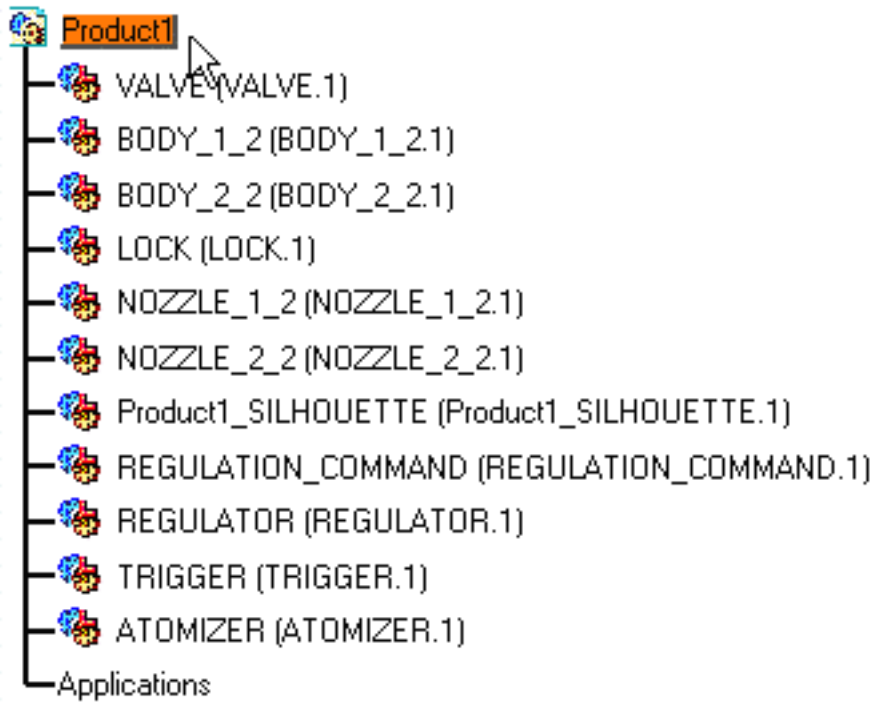 Product1
VALVE (VALVE.1)
BODY_1_2 (BODY_1_2.1)
BODY_2_2 (BODY_2_2.1)
LOCK (LOCK.1)
NOZZLE_1_2 (NOZZLE_1_2.1)
NOZZLE_2_2 (NOZZLE_2_2.1)
Product1_SILHOUETTE (Product1_SILHOUETTE.1)
REGULATION_COMMAND (REGULATION_COMMAND.1)
REGULATOR (REGULATOR.1)
TRIGGER (TRIGGER.1)
ATOMIZER (ATOMIZER.1)
Applications